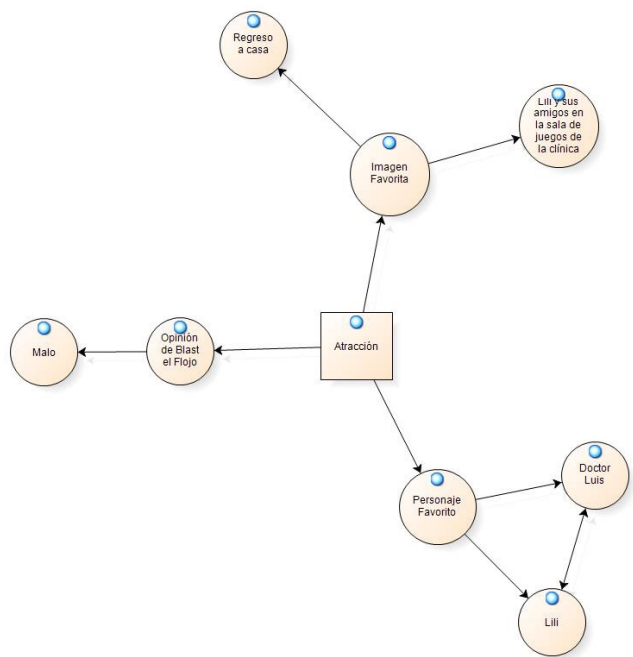 Regreso
a casa
Lili y sus
amigos en
la sala de
juegos de
la clínica
Imagen
Favorita
Malo
Opinión
de Blast
el Flojo
Atracción
Personaje
Favorito
Doctor
Luis
Lili